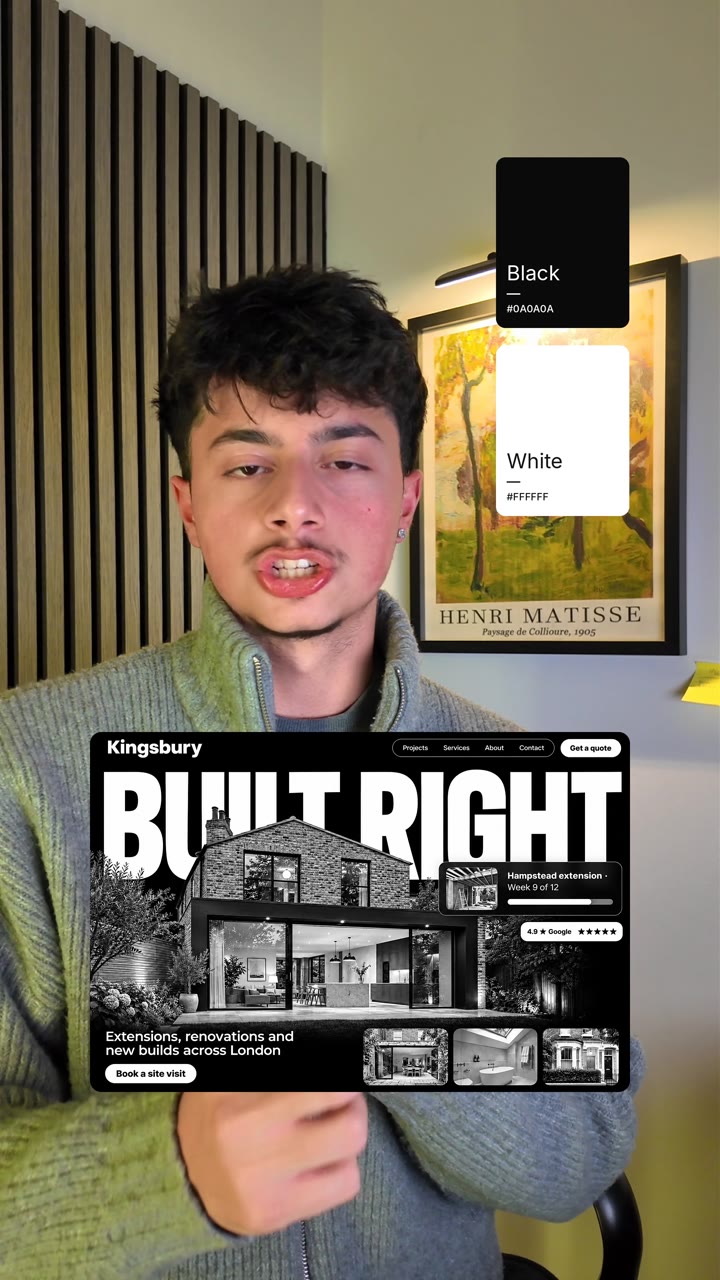 Black
#0A0A0A
White
#FFFFFF
HENRI MATISSE
Paysage de Collioure, 1905
Kingsbury
Projects
Services
About
Contact
Get a quote
BUILT RIGHT
Hampstead extension ·
Week 9 of 12
4.9 ★ Google ★★★★★
Extensions, renovations and
new builds across London
Book a site visit